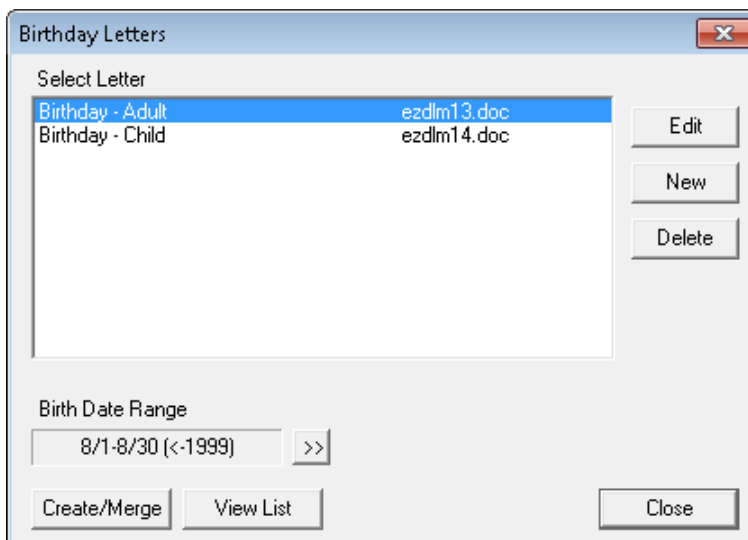 Birthday Letters
Select Letter
Birthday - Adult ezdlm13.doc
Birthday - Child ezdlm14.doc
Edit
New
Delete
Birth Date Range
8/1-8/30 (<-1999) >>
Create/Merge View List Close